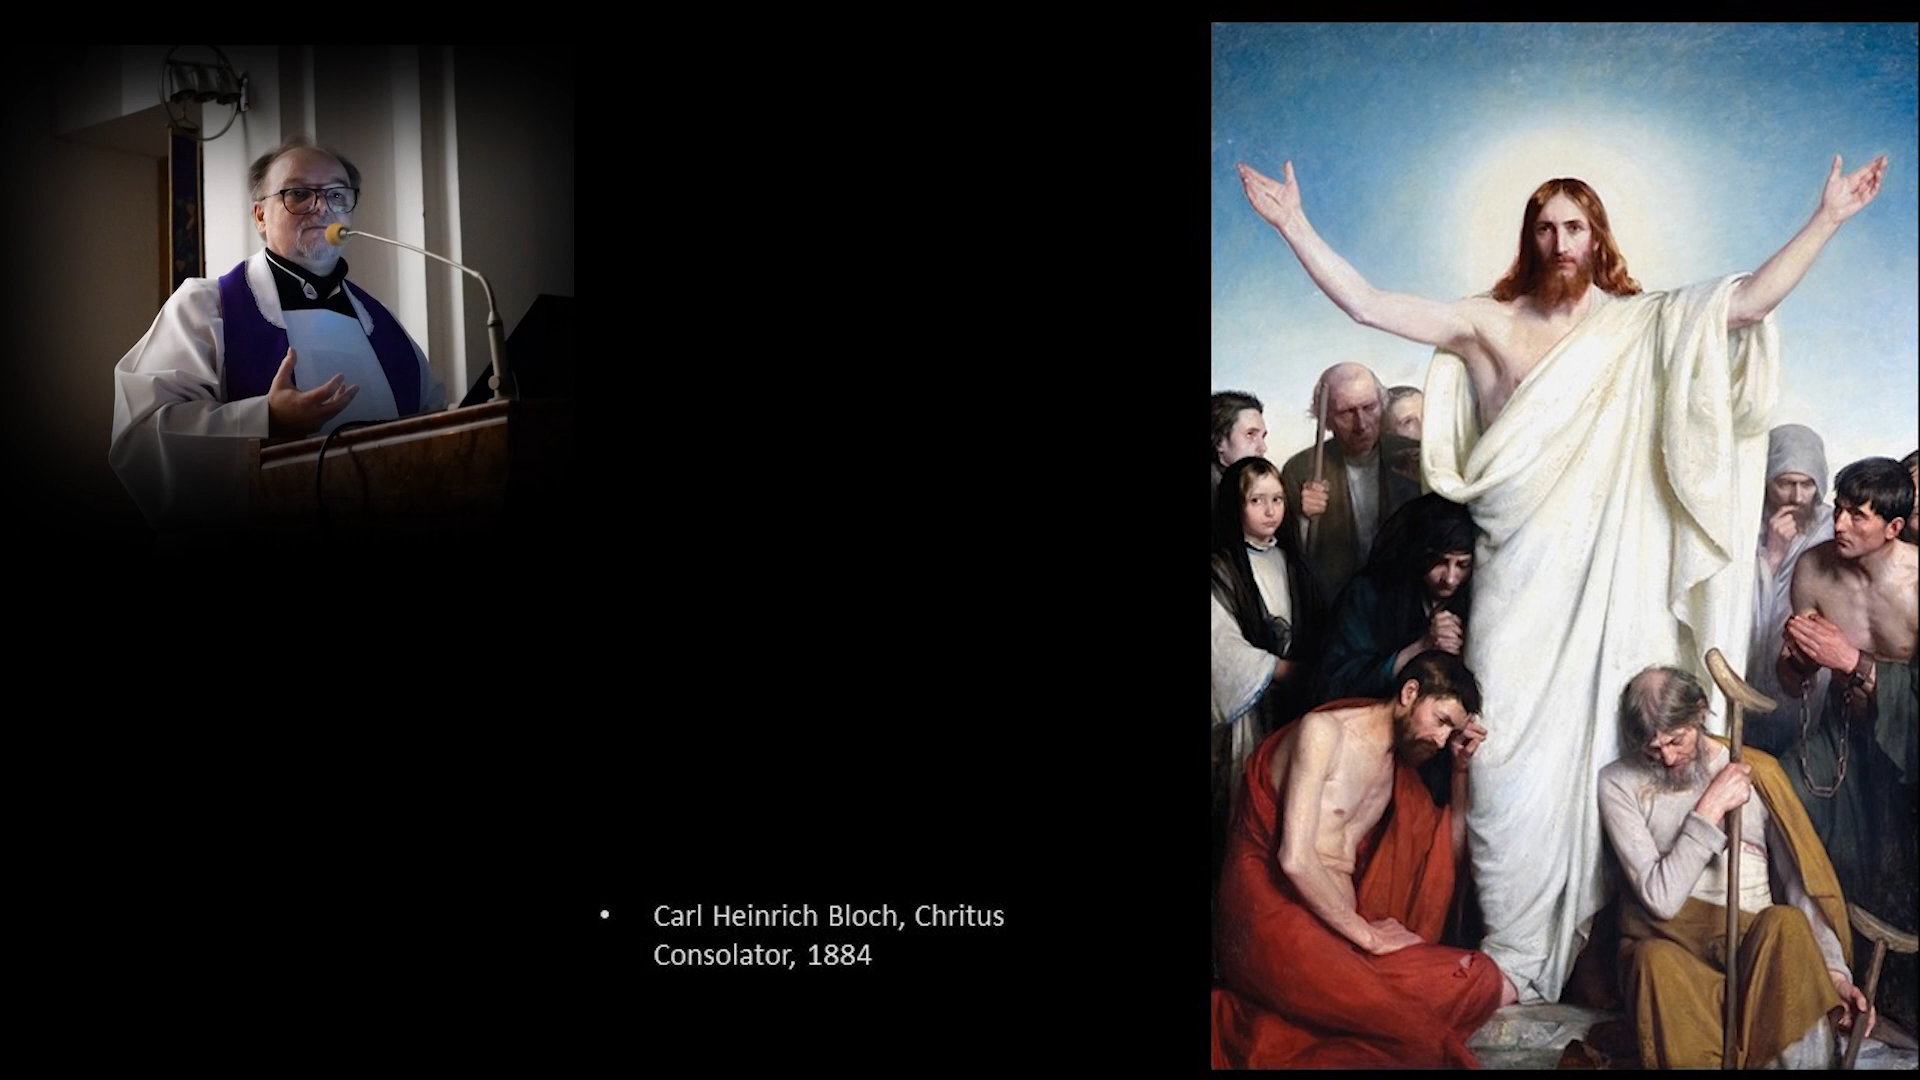 • Carl Heinrich Bloch, Chritus
Consolator, 1884